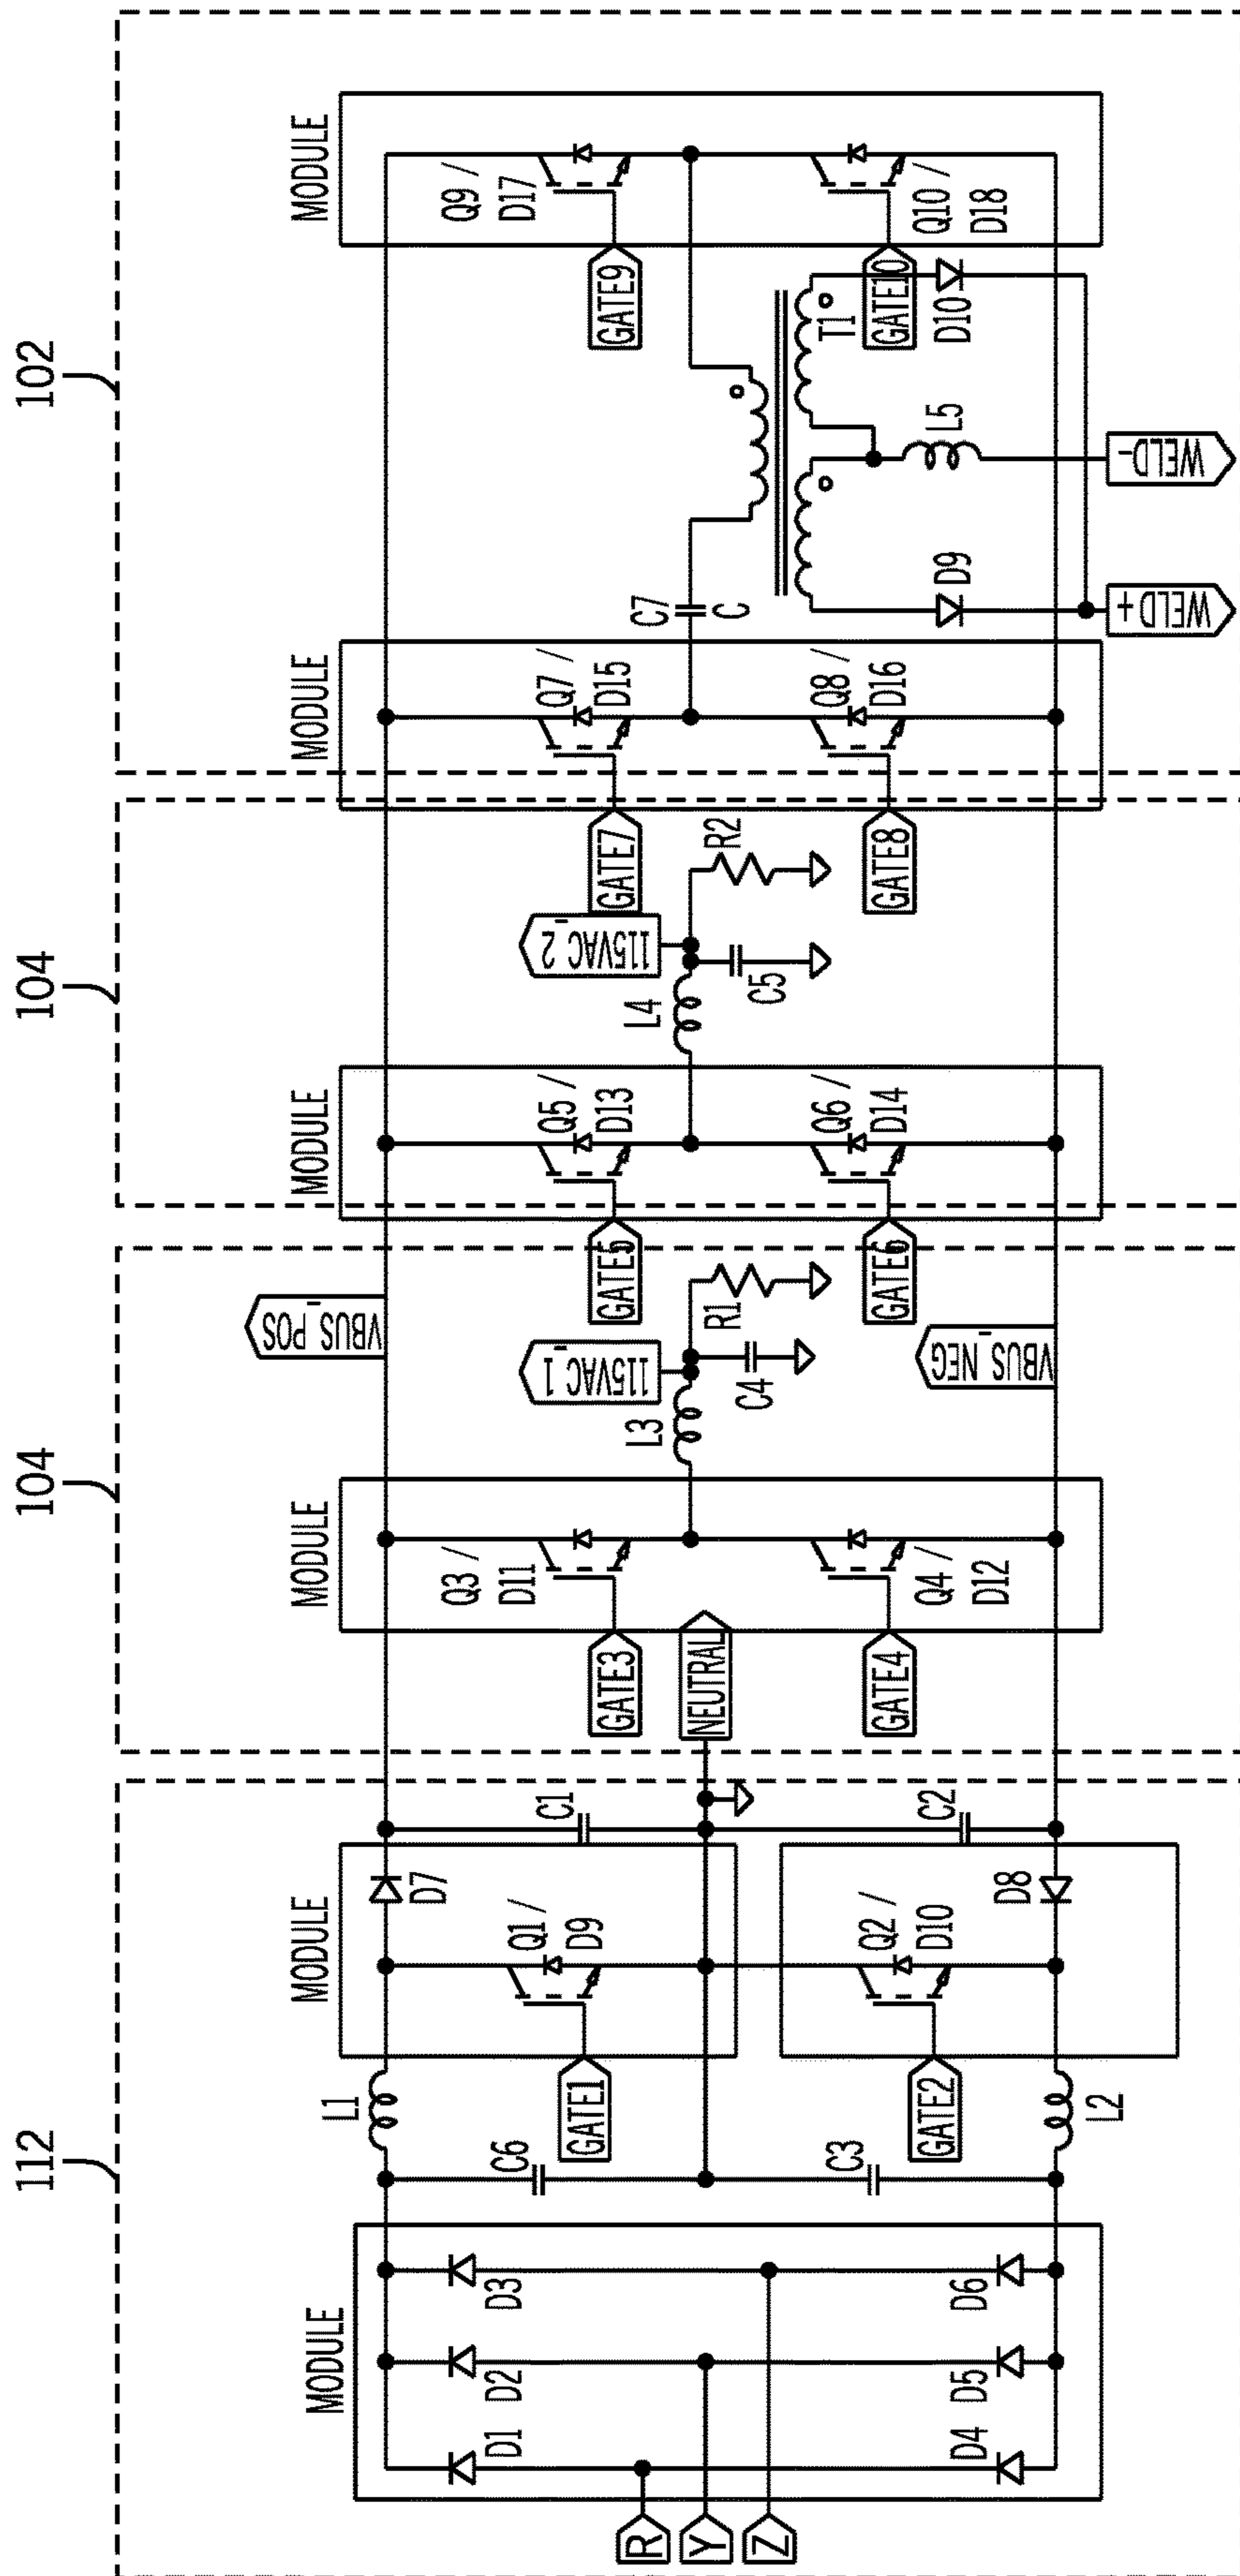 112
104
104
102
MODULE
R
Y
Z
D1
D2
D3
D4
D5
D6
C6
C3
L1
L2
MODULE
GATE1
Q1 /
D9
D7
GATE2
Q2 /
D10
D8
C1
C2
NEUTRAL
MODULE
GATE3
Q3 /
D11
GATE4
Q4 /
D12
L3
115VAC_1
C4
R1
VBUS_POS
VBUS_NEG
MODULE
GATE5
Q5 /
D13
GATE6
Q6 /
D14
L4
115VAC_2
C5
R2
MODULE
GATE7
Q7 /
D15
GATE8
Q8 /
D16
C7
C
T1
D9
L5
D10
WELD+
WELD-
MODULE
GATE9
Q9 /
D17
GATE10
Q10 /
D18